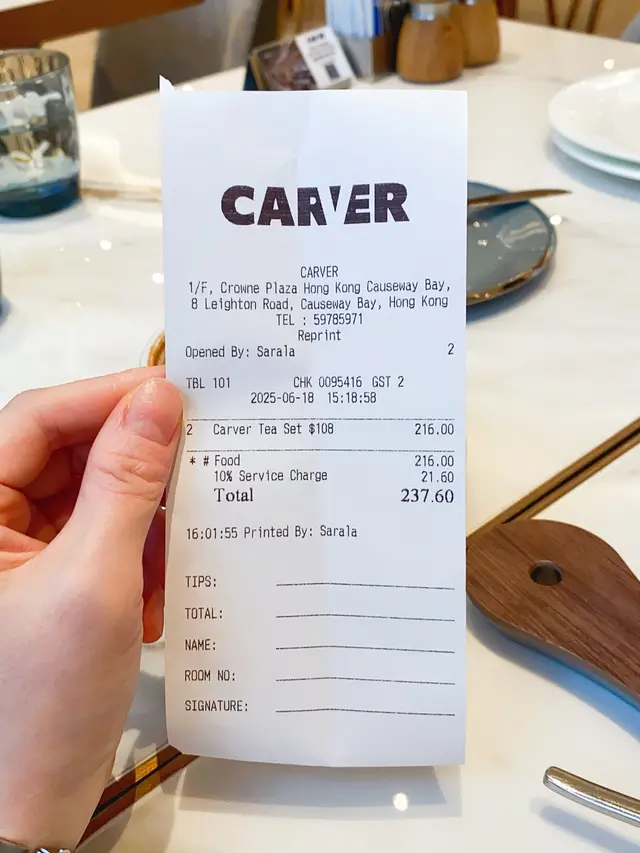 CARVER
CARVER
1/F, Crowne Plaza Hong Kong Causeway Bay,
8 Leighton Road, Causeway Bay, Hong Kong
TEL : 59785971
Reprint
Opened By: Sarala 2
TBL 101 CHK 0095416 GST 2
2025-06-18 15:18:58
2 Carver Tea Set $108 216.00
* # Food 216.00
10% Service Charge 21.60
Total 237.60
16:01:55 Printed By: Sarala
TIPS:
TOTAL:
NAME:
ROOM NO:
SIGNATURE: